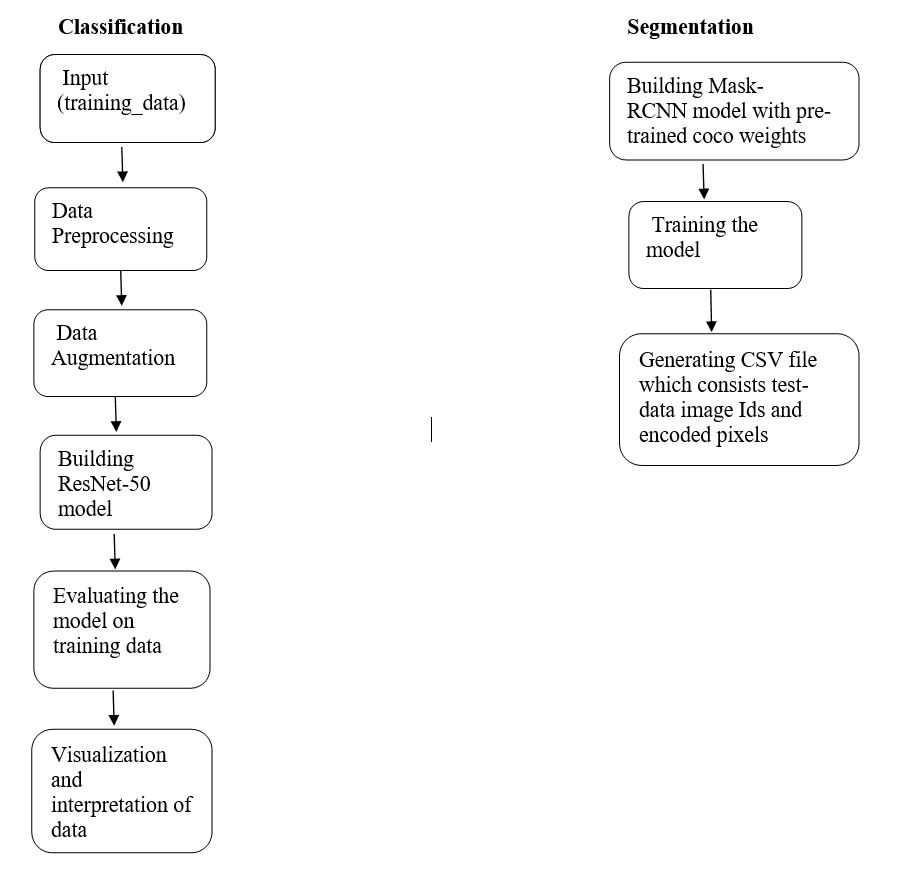 Classification
Input
(training_data)
Data
Preprocessing
Data
Augmentation
Building
ResNet-50
model
Evaluating the
model on
training data
Visualization
and
interpretation of
data
Segmentation
Building Mask-
RCNN model with pre-
trained coco weights
Training the
model
Generating CSV file
which consists test-
data image Ids and
encoded pixels